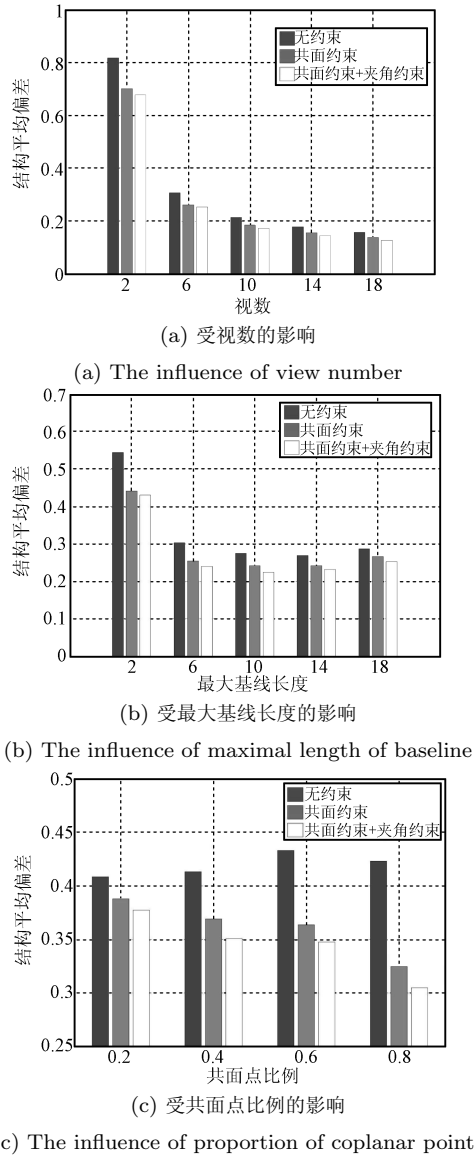 1
0.8
0.6
0.4
0.2
0
结构平均偏差
无约束
共面约束
共面约束+夹角约束
2 6 10 14 18
视数
(a) 受视数的影响
(a) The influence of view number
0.7
0.6
0.5
0.4
0.3
0.2
0.1
0
结构平均偏差
无约束
共面约束
共面约束+夹角约束
2 6 10 14 18
最大基线长度
(b) 受最大基线长度的影响
(b) The influence of maximal length of baseline
0.5
0.45
0.4
0.35
0.3
0.25
结构平均偏差
无约束
共面约束
共面约束+夹角约束
0.2 0.4 0.6 0.8
共面点比例
(c) 受共面点比例的影响
c) The influence of proportion of coplanar point